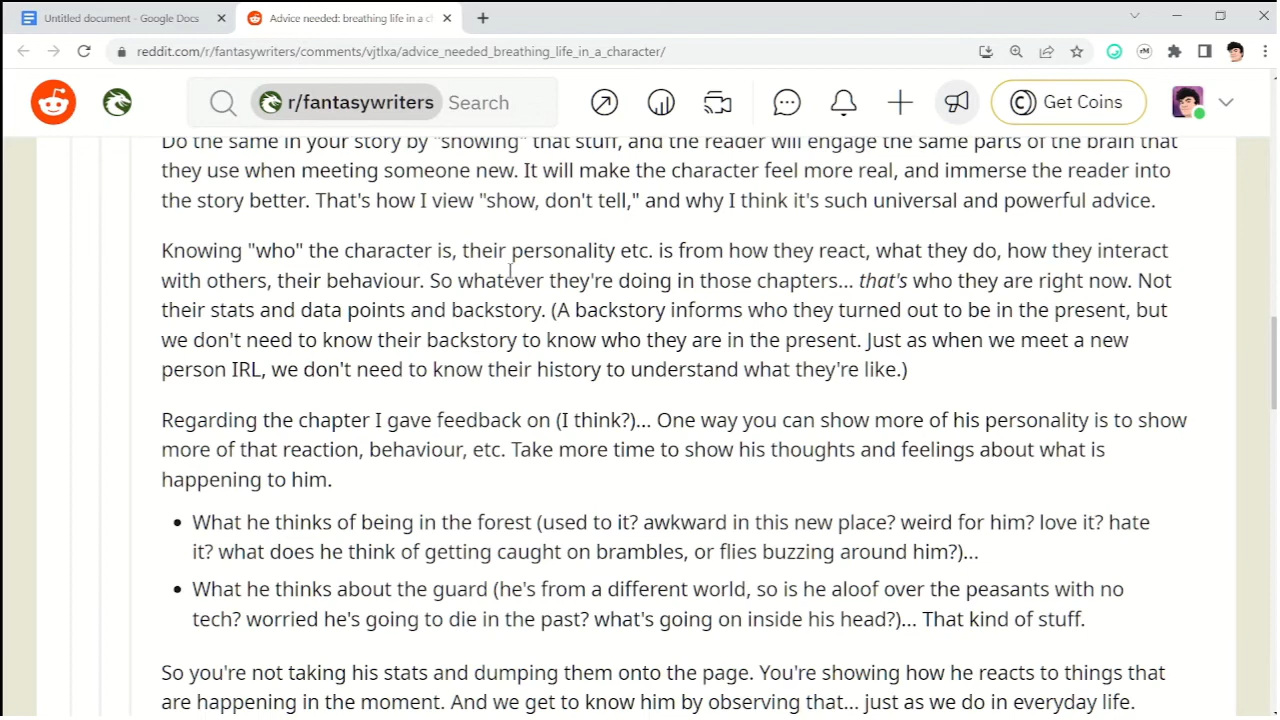 Untitled document - Google Docs
Advice needed: breathing life in a c
reddit.com/r/fantasywriters/comments/vjtlxa/advice_needed_breathing_life_in_a_character/
r/fantasywriters Search Get Coins
Do the same in your story by "showing" that stuff, and the reader will engage the same parts of the brain that
they use when meeting someone new. It will make the character feel more real, and immerse the reader into
the story better. That's how I view "show, don't tell," and why I think it's such universal and powerful advice.
Knowing "who" the character is, their personality etc. is from how they react, what they do, how they interact
with others, their behaviour. So whatever they're doing in those chapters... that's who they are right now. Not
their stats and data points and backstory. (A backstory informs who they turned out to be in the present, but
we don't need to know their backstory to know who they are in the present. Just as when we meet a new
person IRL, we don't need to know their history to understand what they're like.)
Regarding the chapter I gave feedback on (I think?)... One way you can show more of his personality is to show
more of that reaction, behaviour, etc. Take more time to show his thoughts and feelings about what is
happening to him.
• What he thinks of being in the forest (used to it? awkward in this new place? weird for him? love it? hate
it? what does he think of getting caught on brambles, or flies buzzing around him?)...
• What he thinks about the guard (he's from a different world, so is he aloof over the peasants with no
tech? worried he's going to die in the past? what's going on inside his head?)... That kind of stuff.
So you're not taking his stats and dumping them onto the page. You're showing how he reacts to things that
are happening in the moment. And we get to know him by observing that... just as we do in everyday life.